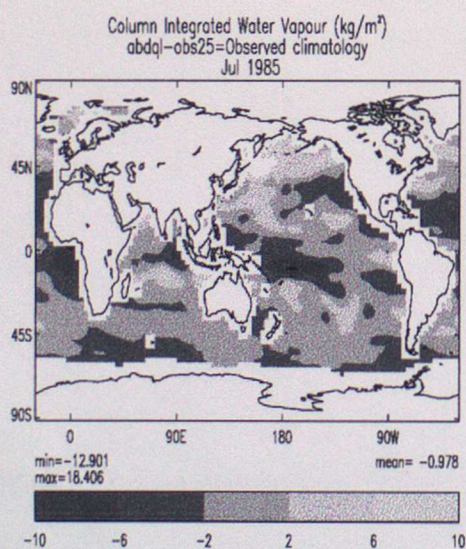 Column Integrated Water Vapour (kg/m²)
abdql-obs25=Observed climatology
Jul 1985
90N
45N
0
45S
90S
0 90E 180 90W
min=-12.901 mean= -0.978
max=18.406
-10 -6 -2 2 6 10